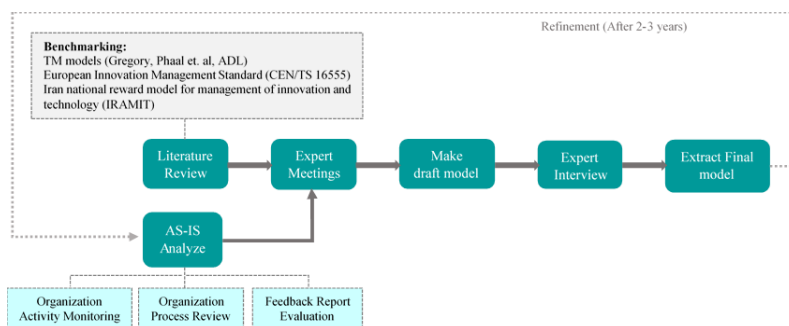 Refinement (After 2-3 years)
Benchmarking:
TM models (Gregory, Phaal et. al, ADL)
European Innovation Management Standard (CEN/TS 16555)
Iran national reward model for management of innovation and
technology (IRAMIT)
Literature
Review
Expert
Meetings
Make
draft model
Expert
Interview
Extract Final
model
AS-IS
Analyze
Organization
Activity Monitoring
Organization
Process Review
Feedback Report
Evaluation